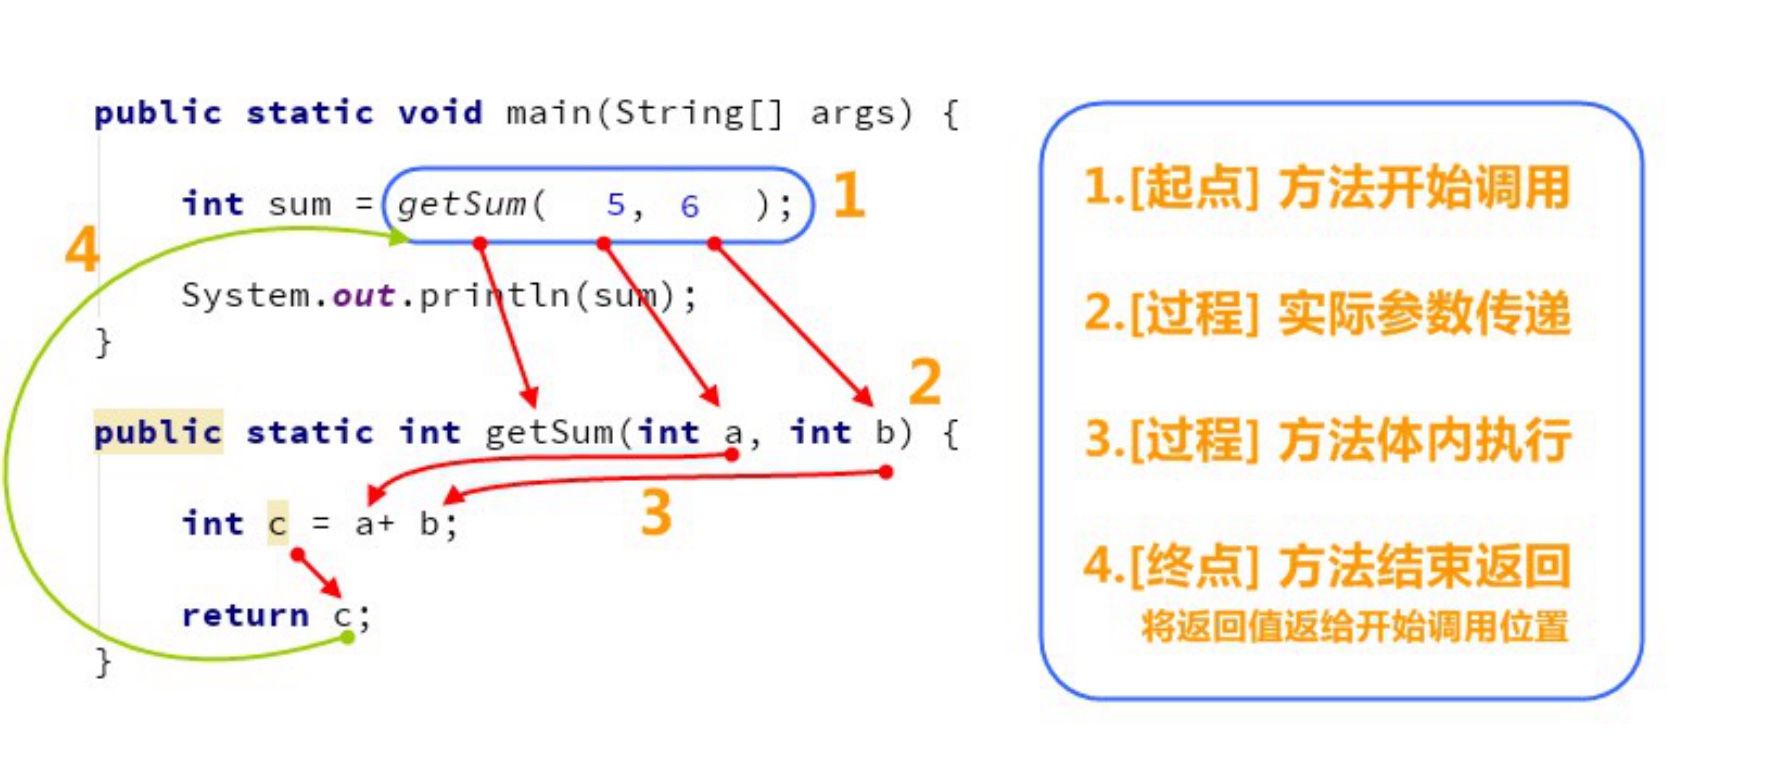 public static void main(String[] args) {
int sum = getSum( 5, 6 ); 1
4
System.out.println(sum);
}
2
public static int getSum(int a, int b) {
3
int c = a+ b;
return c;
}
1.[起点] 方法开始调用
2.[过程] 实际参数传递
3.[过程] 方法体内执行
4.[终点] 方法结束返回
将返回值返给开始调用位置